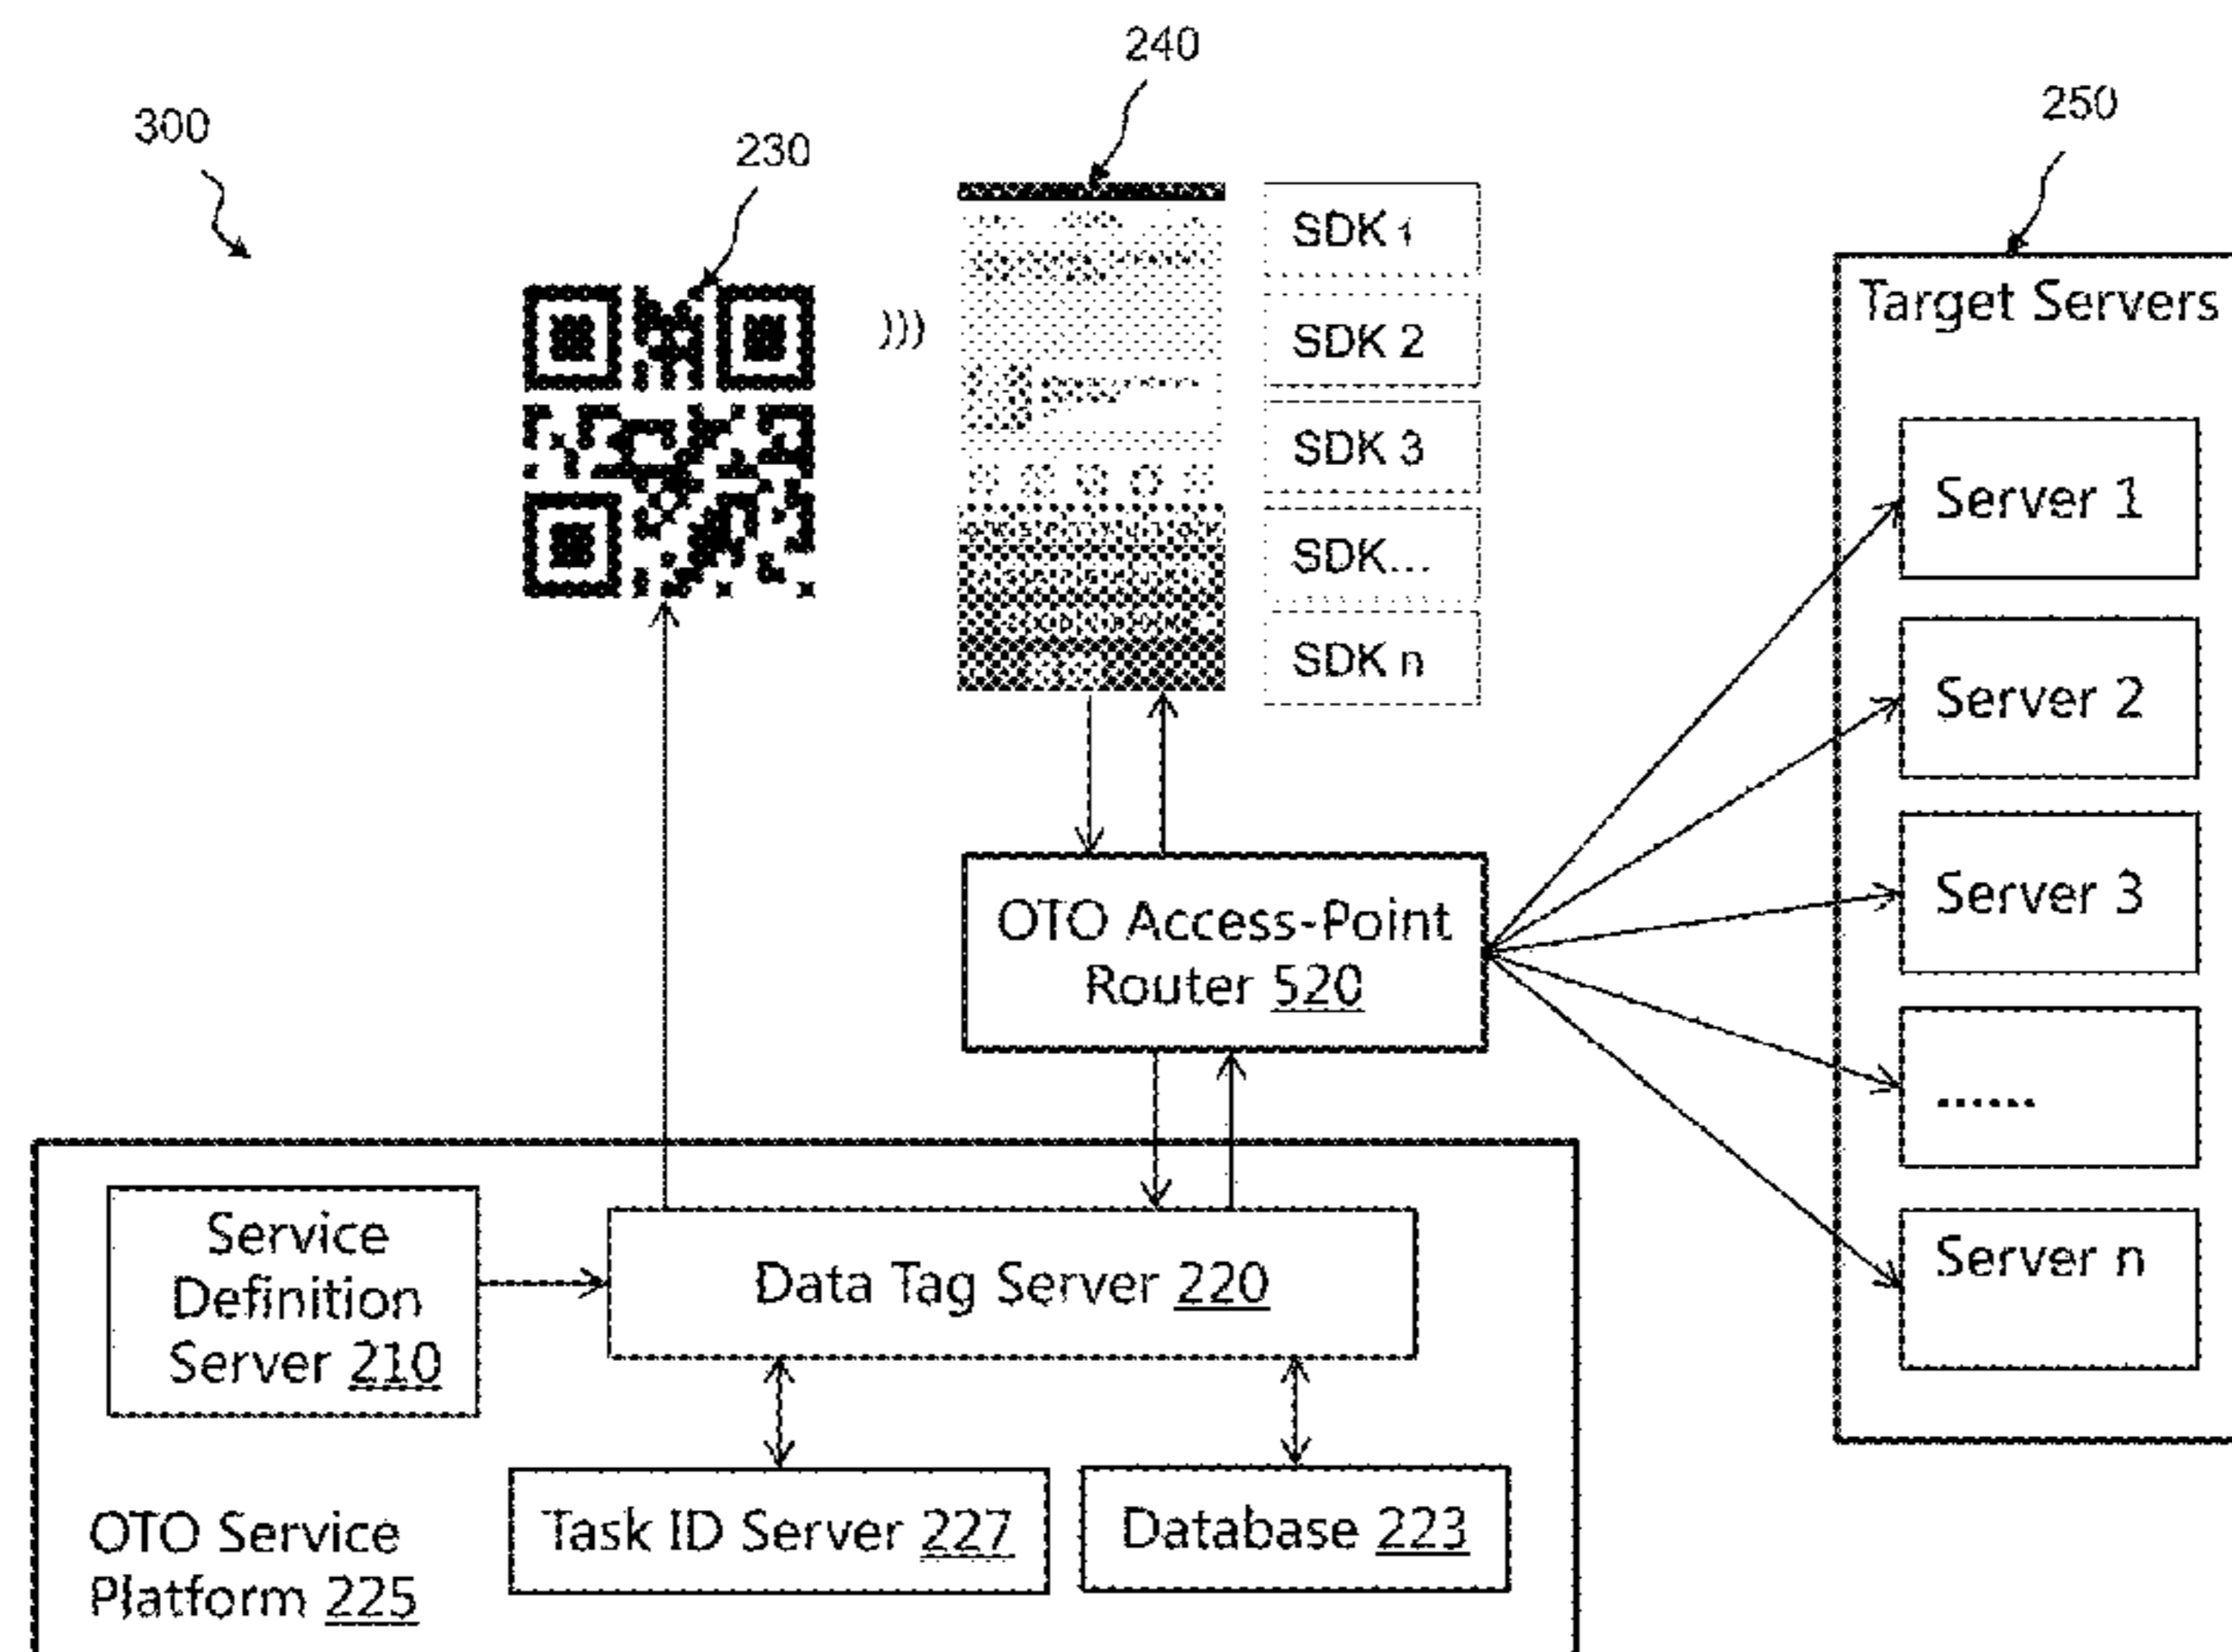 240
300
230
250
)))
SDK 1
SDK 2
SDK 3
SDK...
SDK n
Target Servers
Server 1
Server 2
Server 3
......
Server n
OTO Access-Point
Router 520
Service
Definition
Server 210
Data Tag Server 220
Task ID Server 227
Database 223
OTO Service
Platform 225